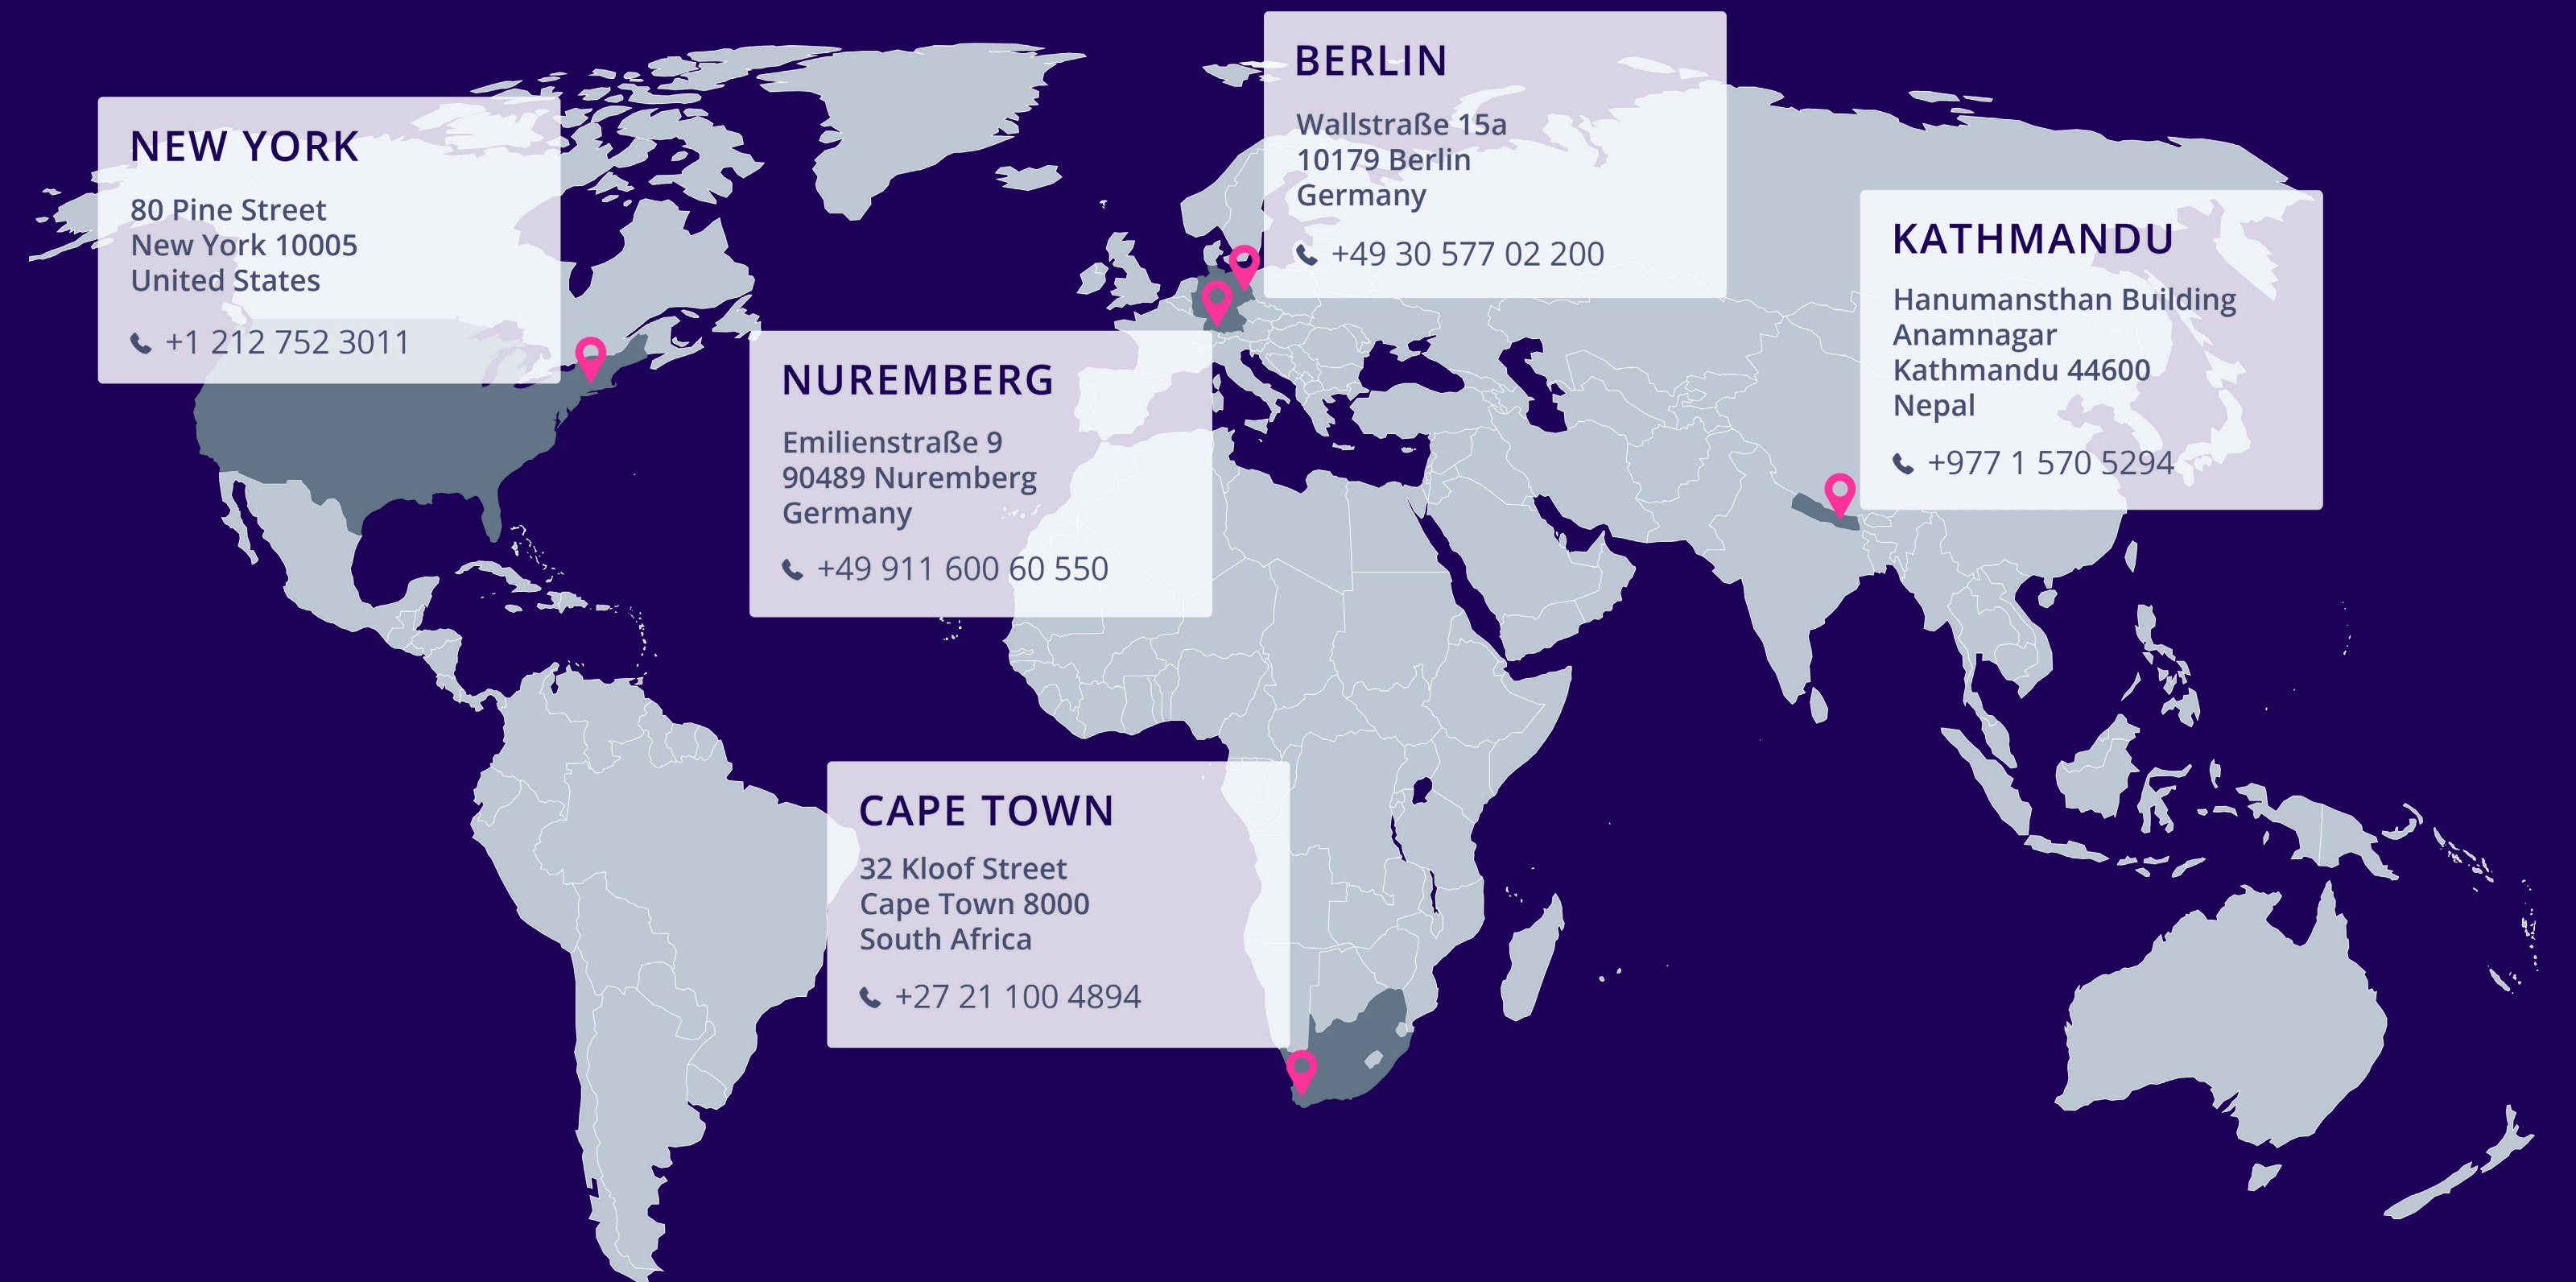 NEW YORK
80 Pine Street
New York 10005
United States
+1 212 752 3011
BERLIN
Wallstraße 15a
10179 Berlin
Germany
+49 30 577 02 200
KATHMANDU
Hanumansthan Building
Anamnagar
Kathmandu 44600
Nepal
+977 1 570 5294
NUREMBERG
Emilienstraße 9
90489 Nuremberg
Germany
+49 911 600 60 550
CAPE TOWN
32 Kloof Street
Cape Town 8000
South Africa
+27 21 100 4894